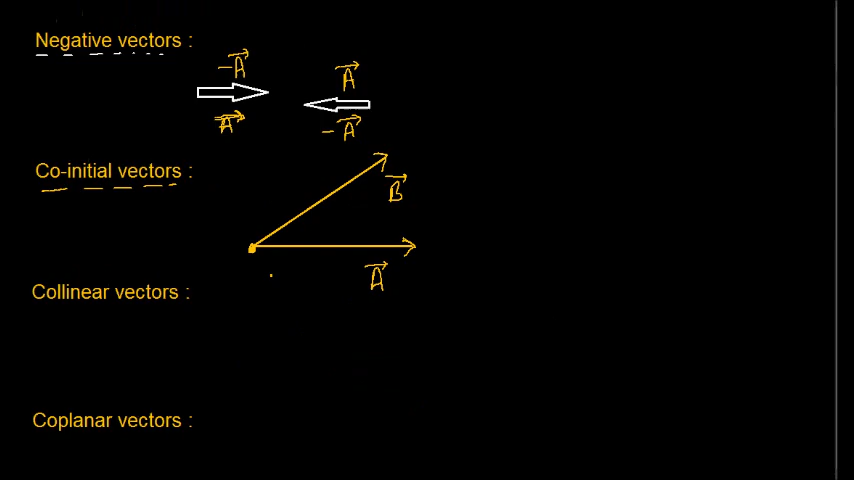 Negative vectors :
-A⃗
A⃗
A⃗
-A⃗
Co-initial vectors :
B⃗
A⃗
Collinear vectors :
Coplanar vectors :